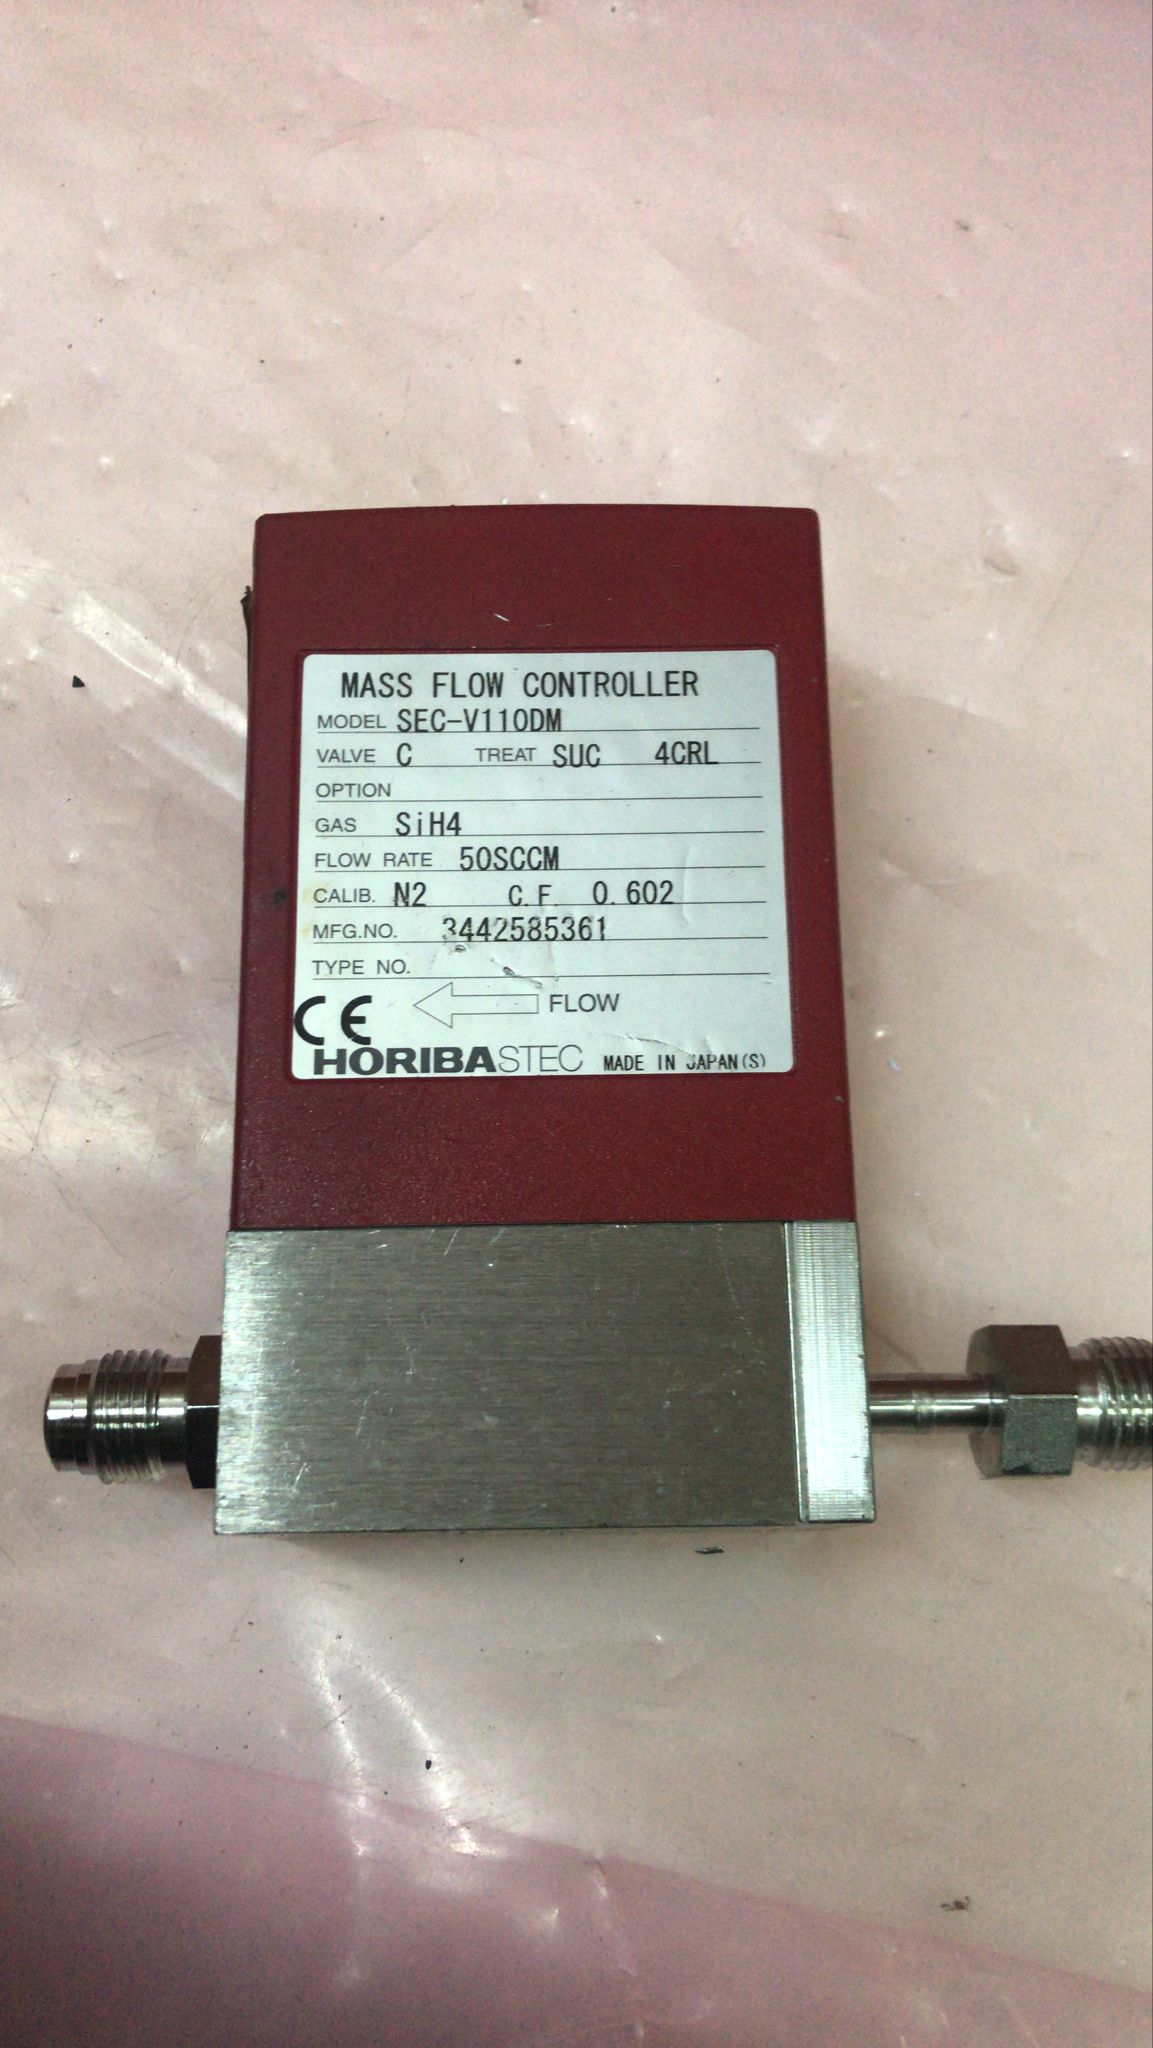 MASS FLOW CONTROLLER
MODEL SEC-V110DM
VALVE C TREAT SUC 4CRL
OPTION
GAS SiH4
FLOW RATE 50SCCM
CALIB. N2 C.F. 0.602
MFG.NO. 3442585361
TYPE NO.
CE FLOW
HORIBASTEC MADE IN JAPAN(S)